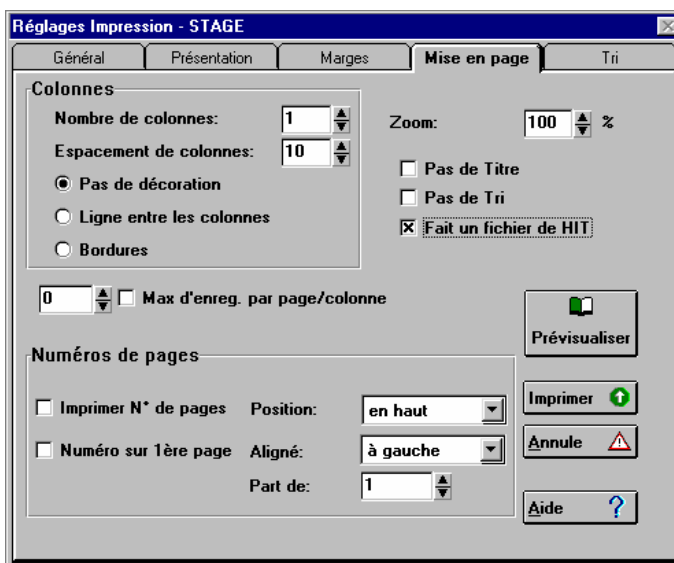 Réglages Impression - STAGE
Général Présentation Marges Mise en page Tri
Colonnes
Nombre de colonnes: 1
Zoom: 100 %
Espacement de colonnes: 10
Pas de décoration
Ligne entre les colonnes
Bordures
Pas de Titre
Pas de Tri
Fait un fichier de HIT
0 Max d'enreg. par page/colonne
Prévisualiser
Numéros de pages
Imprimer N° de pages Position: en haut
Numéro sur 1ère page Aligné: à gauche
Part de: 1
Imprimer
Annule
Aide